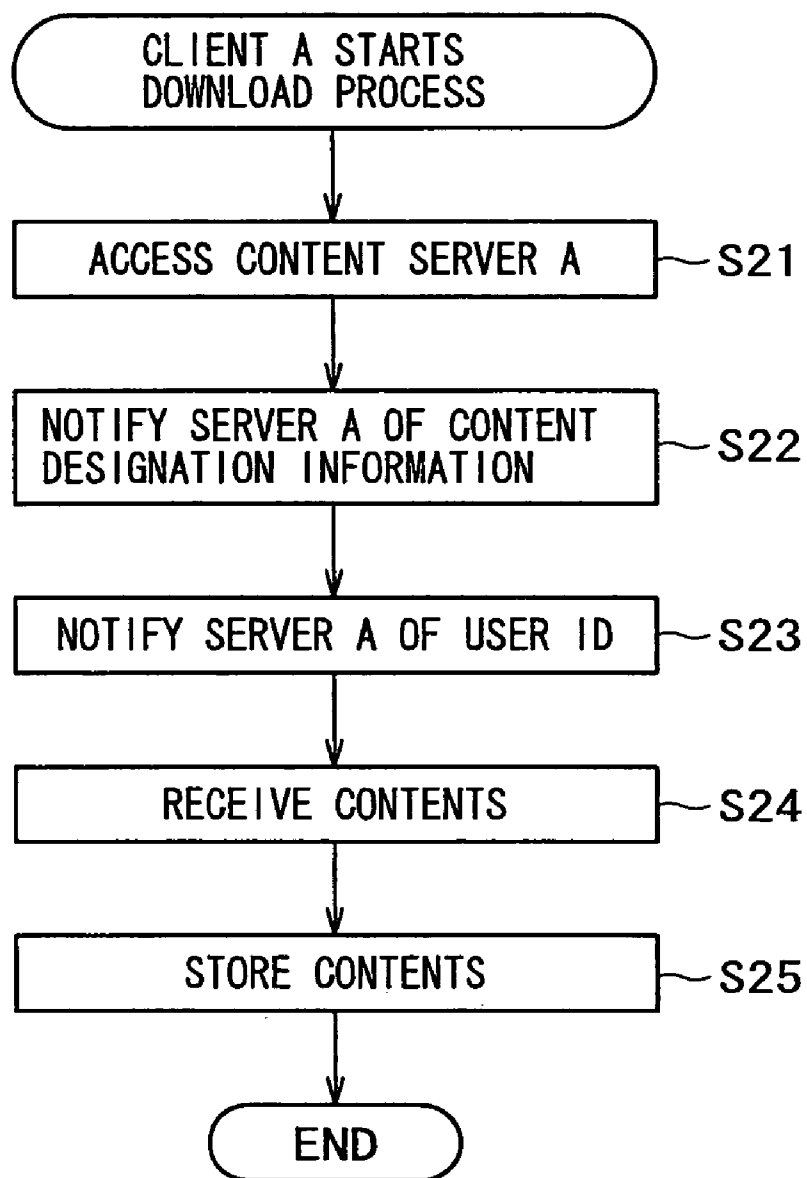 CLIENT A STARTS
DOWNLOAD PROCESS
ACCESS CONTENT SERVER A
S21
NOTIFY SERVER A OF CONTENT
DESIGNATION INFORMATION
S22
NOTIFY SERVER A OF USER ID
S23
RECEIVE CONTENTS
S24
STORE CONTENTS
S25
END